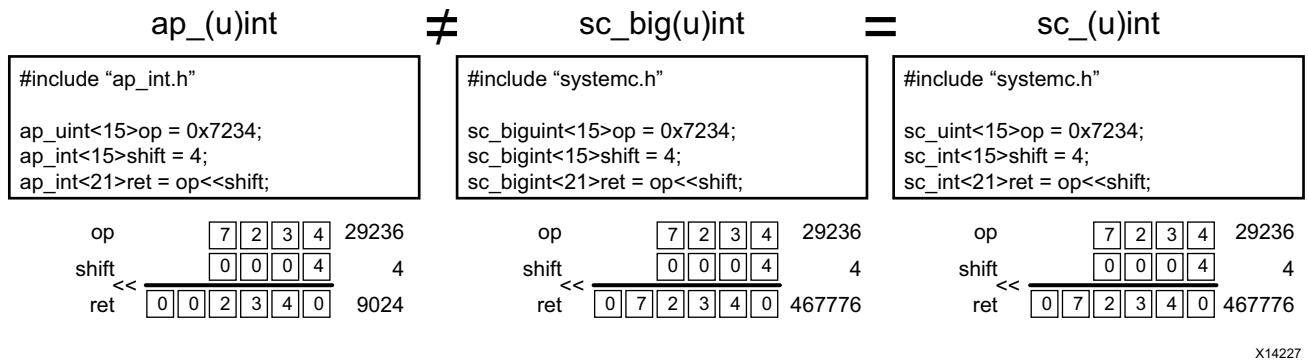 ap_(u)int ≠ sc_big(u)int = sc_(u)int
#include “ap_int.h”
ap_uint<15>op = 0x7234;
ap_int<15>shift = 4;
ap_int<21>ret = op<<shift;
#include “systemc.h”
sc_biguint<15>op = 0x7234;
sc_bigint<15>shift = 4;
sc_bigint<21>ret = op<<shift;
#include “systemc.h”
sc_uint<15>op = 0x7234;
sc_int<15>shift = 4;
sc_int<21>ret = op<<shift;
op 7 2 3 4 29236
shift 0 0 0 4 4
<<
ret 0 0 2 3 4 0 9024
op 7 2 3 4 29236
shift 0 0 0 4 4
<<
ret 0 7 2 3 4 0 467776
op 7 2 3 4 29236
shift 0 0 0 4 4
<<
ret 0 7 2 3 4 0 467776
X14227